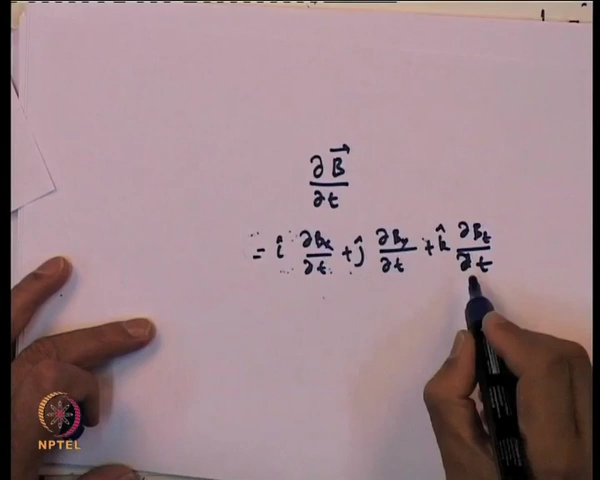 ∂B⃗/∂t
= î ∂Bx/∂t + ĵ ∂By/∂t + k̂ ∂Bz/∂t
NPTEL